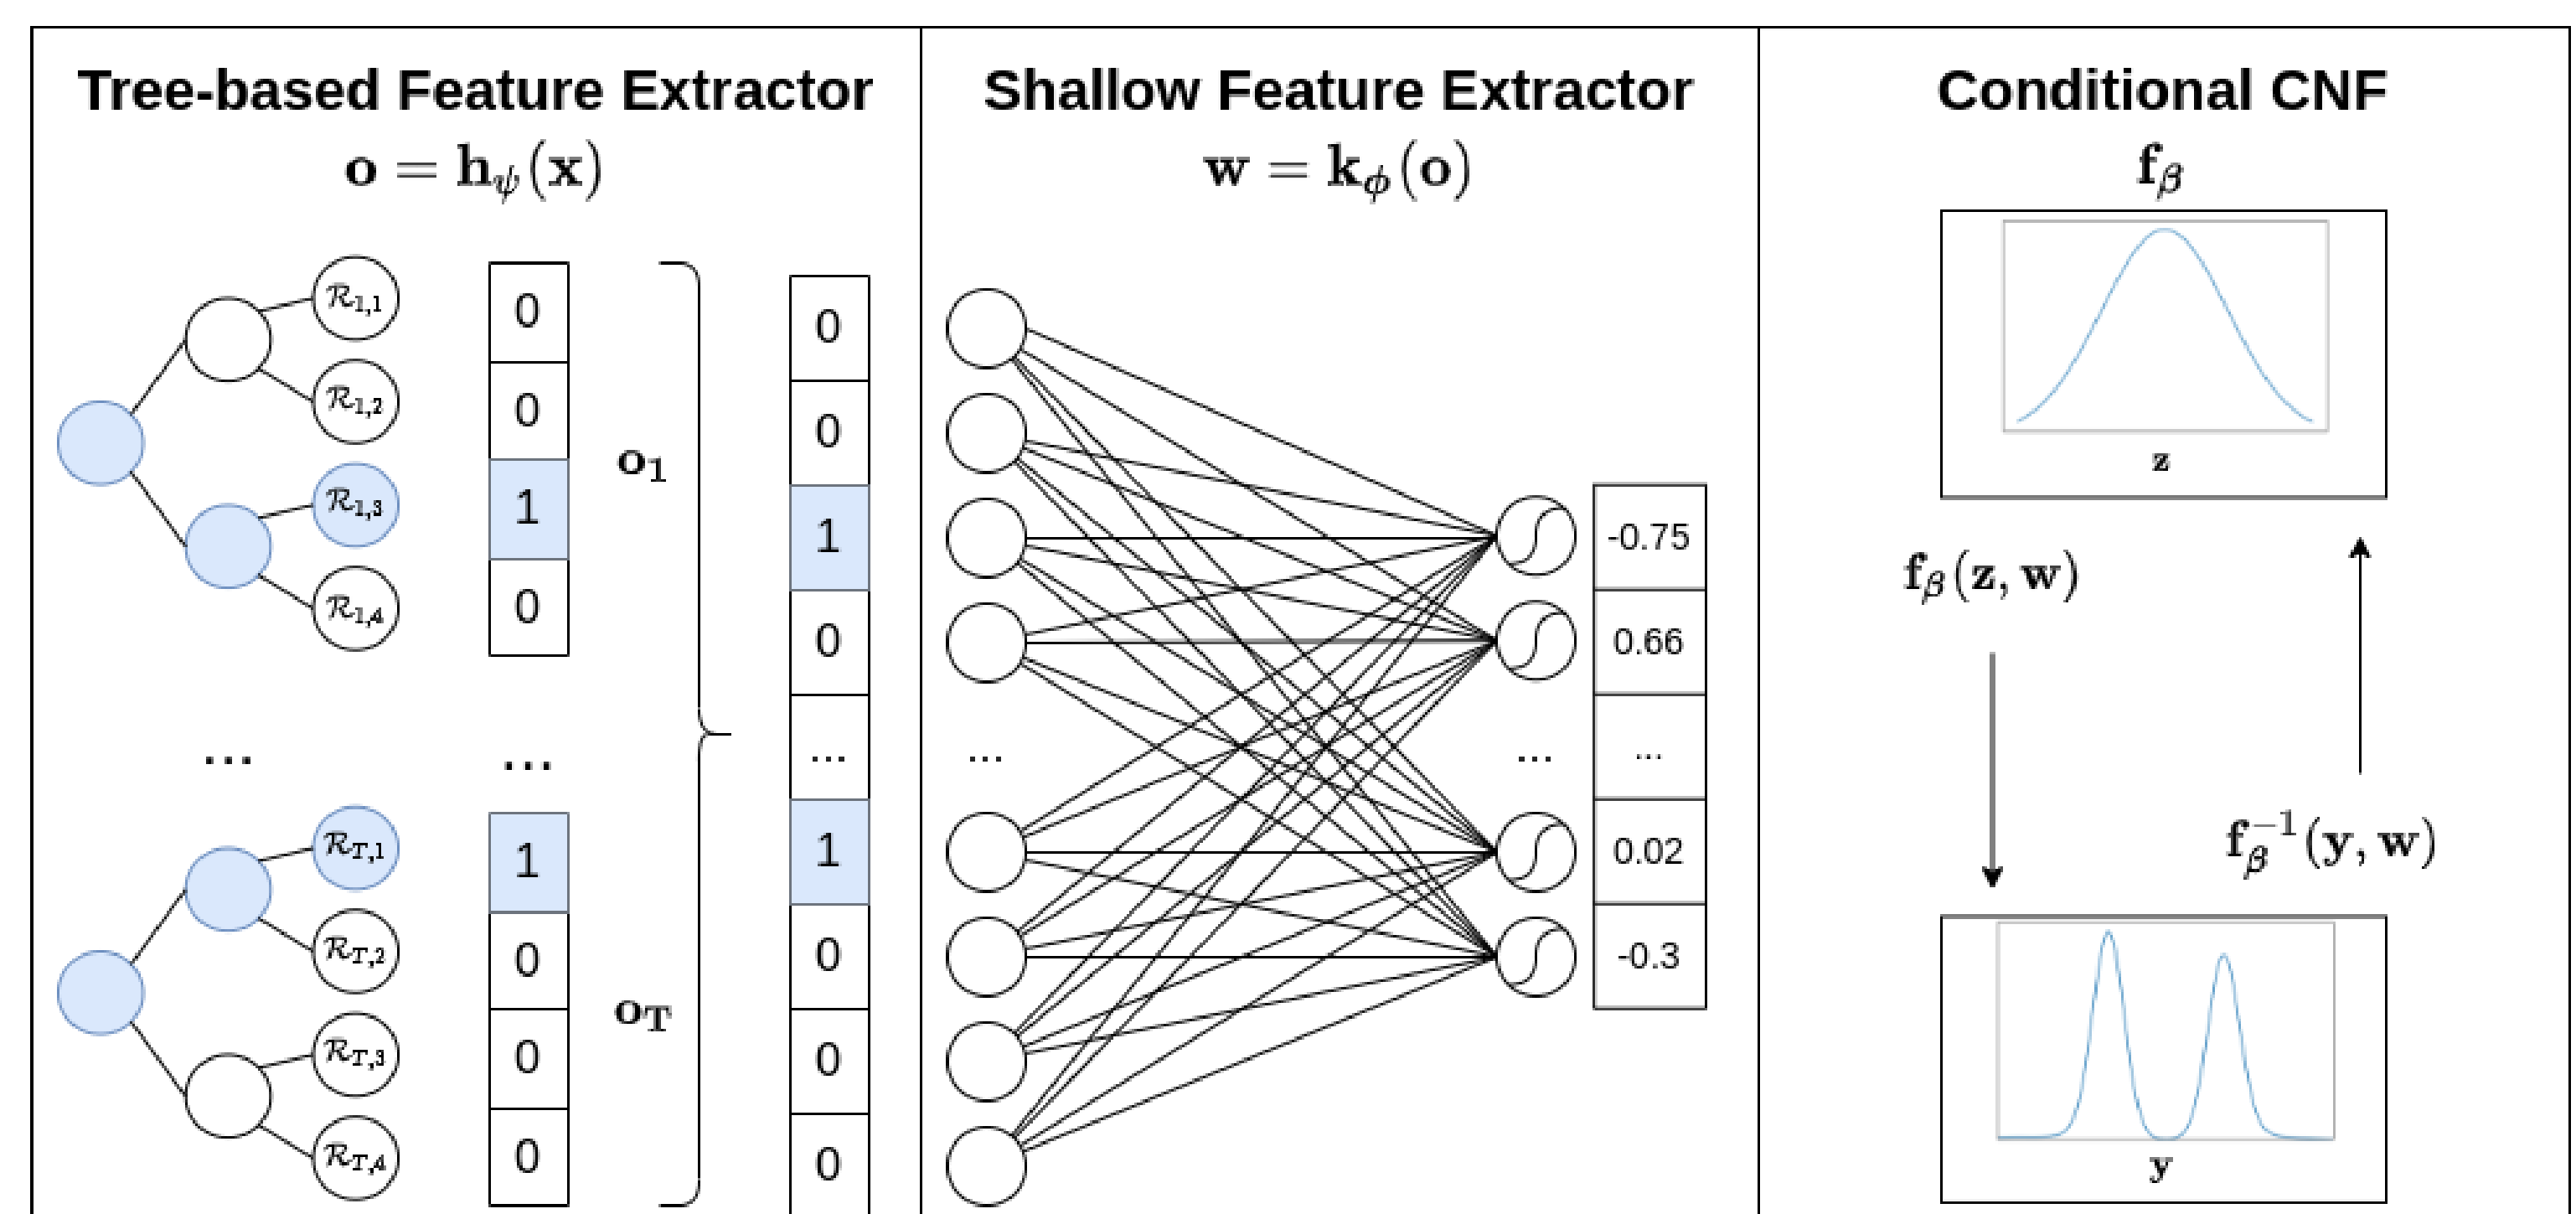 Tree-based Feature Extractor
o = h_ψ(x)
R_1,1
R_1,2
R_1,3
R_1,4
0
0
1
0
o_1
...
...
R_T,1
R_T,2
R_T,3
R_T,4
1
0
0
0
o_T
0
0
1
0
...
1
0
0
0
Shallow Feature Extractor
w = k_ϕ(o)
...
...
-0.75
0.66
...
0.02
-0.3
Conditional CNF
f_β
z
f_β(z, w)
f_β^{-1}(y, w)
y